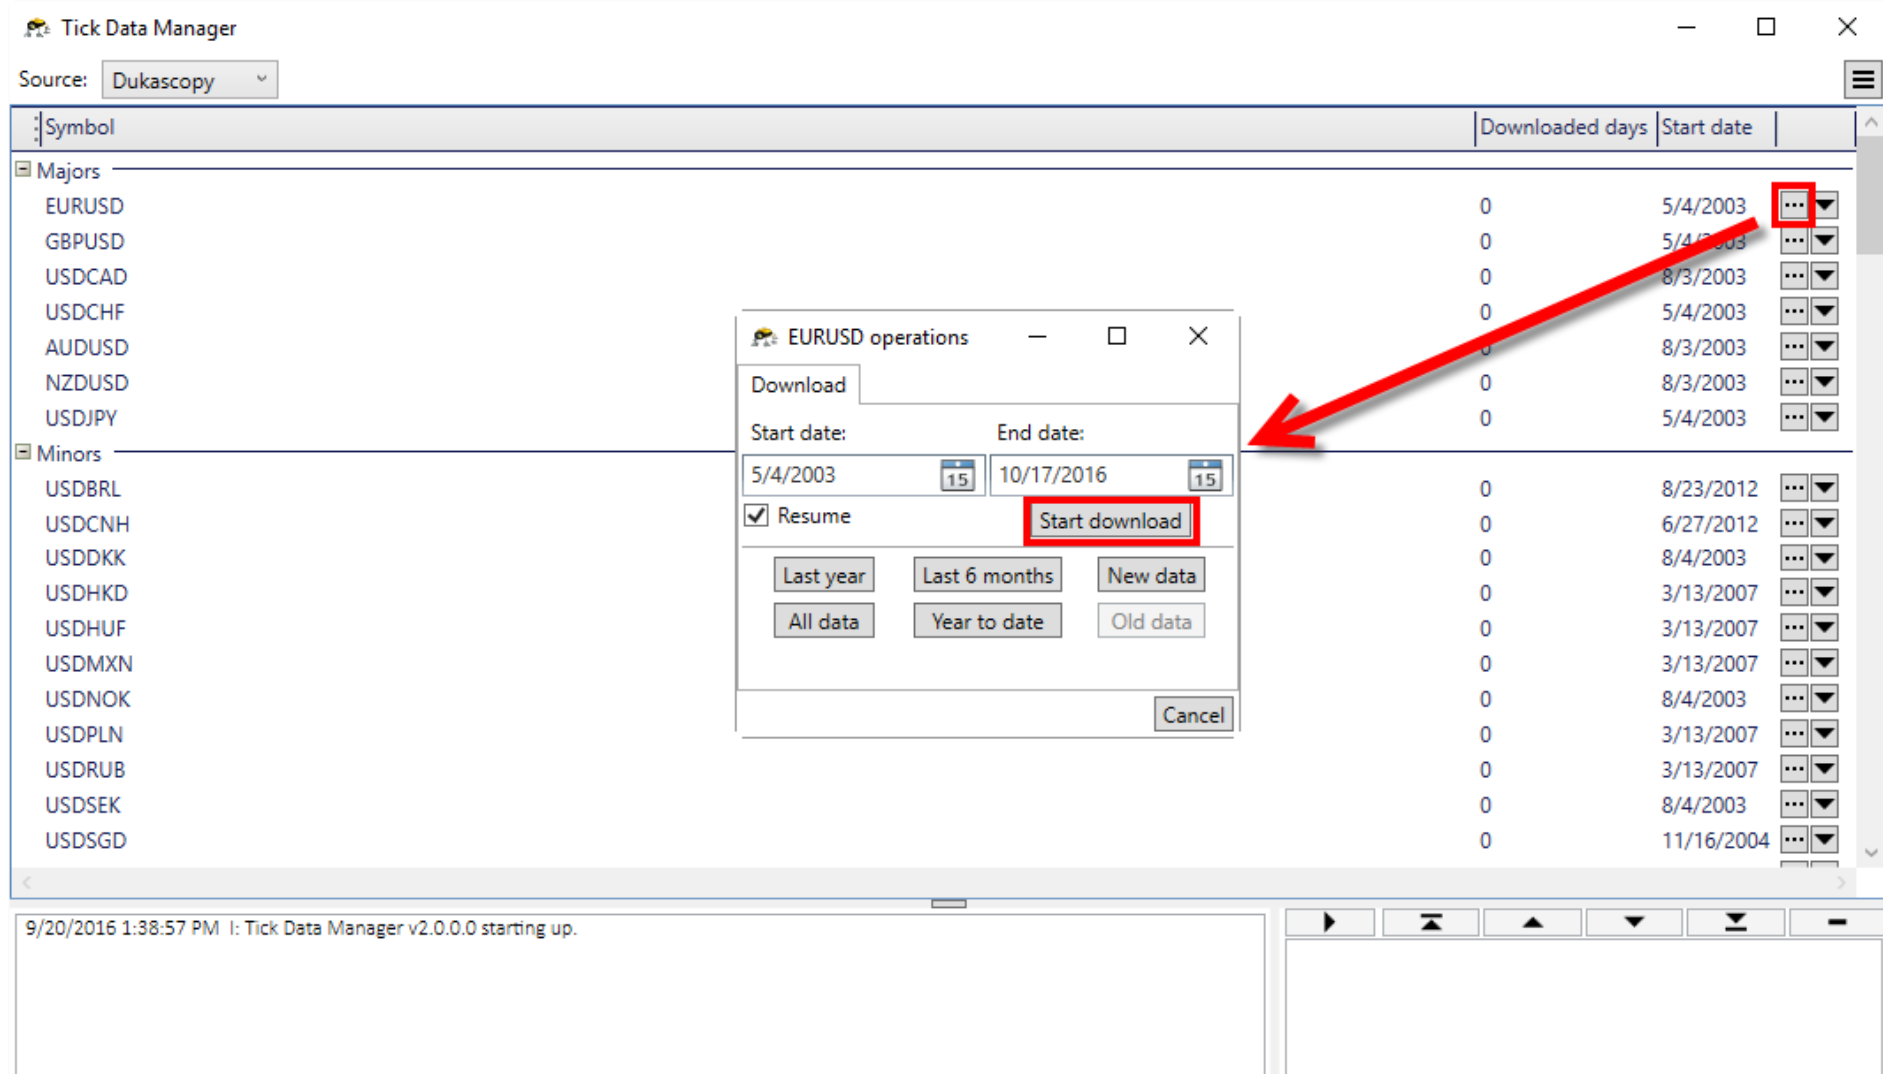 Tick Data Manager
Source: Dukascopy
Symbol Downloaded days Start date
Majors
EURUSD 0 5/4/2003
GBPUSD 0 5/4/2003
USDCAD 0 8/3/2003
USDCHF 5/4/2003
AUDUSD 0 8/3/2003
NZDUSD 0 8/3/2003
USDJPY 0 5/4/2003
Minors
USDBRL 0 8/23/2012
USDCNH 0 6/27/2012
USDDKK 0 8/4/2003
USDHKD 0 3/13/2007
USDHUF 0 3/13/2007
USDMXN 0 3/13/2007
USDNOK 0 8/4/2003
USDPLN 0 3/13/2007
USDRUB 0 3/13/2007
USDSEK 0 8/4/2003
USDSGD 0 11/16/2004
EURUSD operations
Download
Start date: End date:
5/4/2003 15 10/17/2016 15
Resume Start download
Last year Last 6 months New data
All data Year to date Old data
Cancel
9/20/2016 1:38:57 PM I: Tick Data Manager v2.0.0.0 starting up.